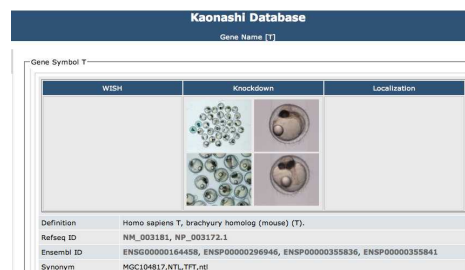 Kaonashi Database
Gene Name [T]
Gene Symbol T
WISH Knockdown Localization
Definition Homo sapiens T, brachyury homolog (mouse) (T).
Refseq ID NM_003181, NP_003172.1
Ensembl ID ENSG00000164458, ENSP00000296946, ENSP00000355836, ENSP00000355841
Synonym MGC104817,NTL,TFT,ntl